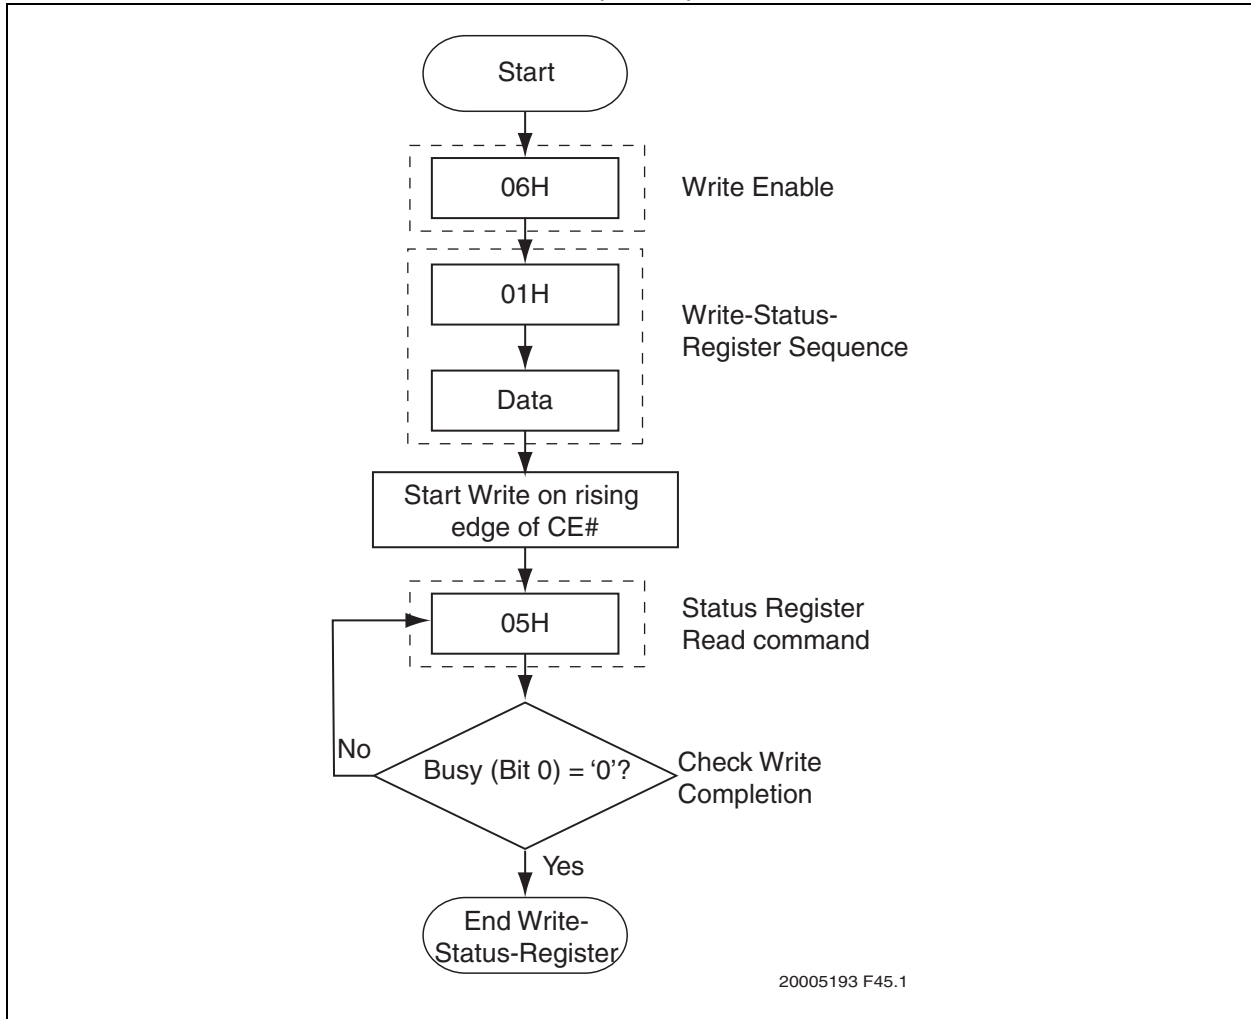 Start
06H
Write Enable
01H
Write-Status-
Register Sequence
Data
Start Write on rising
edge of CE#
05H
Status Register
Read command
No
Busy (Bit 0) = ‘0’?
Check Write
Completion
Yes
End Write-
Status-Register
20005193 F45.1